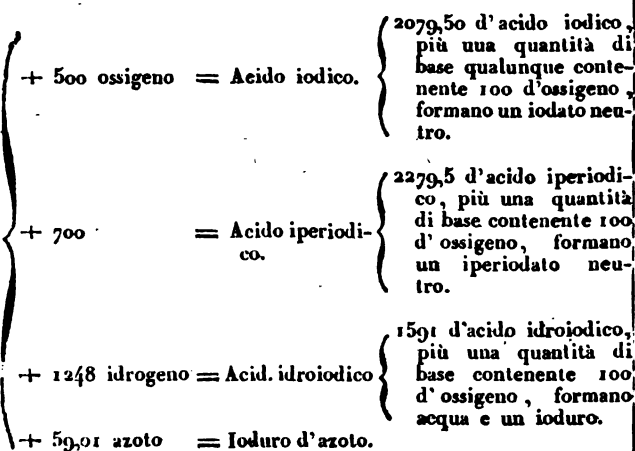 2079,50 d'acido iodico,
più uua quantità di
+ 500 ossigeno = Acido iodico.
base qualunque conte-
nente 100 d'ossigeno,
formano un iodato neu-
tro.
2279,5 d'acido iperiodi-
co, più una quantità
+ 700 = Acido iperiodi-
co.
di base contenente 100
d'ossigeno, formano
un iperiodato neu-
tro.
1591 d'acido idroiodico,
più una quantità di
+ 1248 idrogeno = Acid. idroiodico
base contenente 100
d'ossigeno, formano
acqua e un ioduro.
+ 59,01 azoto = Ioduro d'azoto.